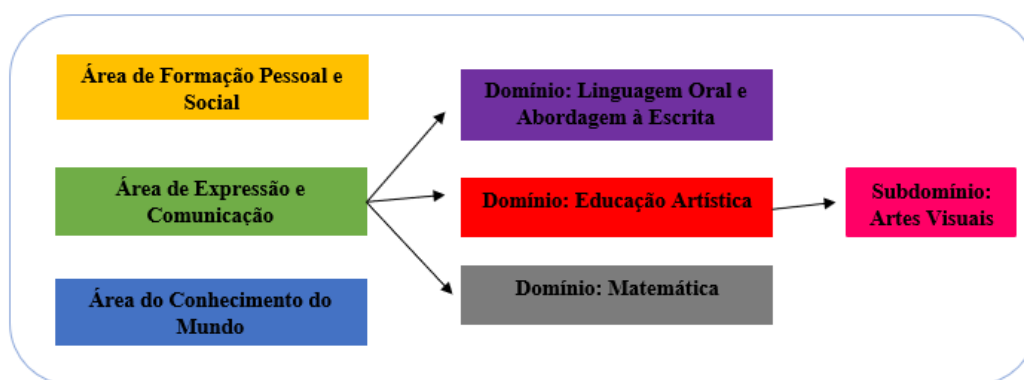 Área de Formação Pessoal e
Social
Área de Expressão e
Comunicação
Área do Conhecimento do
Mundo
Domínio: Linguagem Oral e
Abordagem à Escrita
Domínio: Educação Artística
Domínio: Matemática
Subdomínio:
Artes Visuais